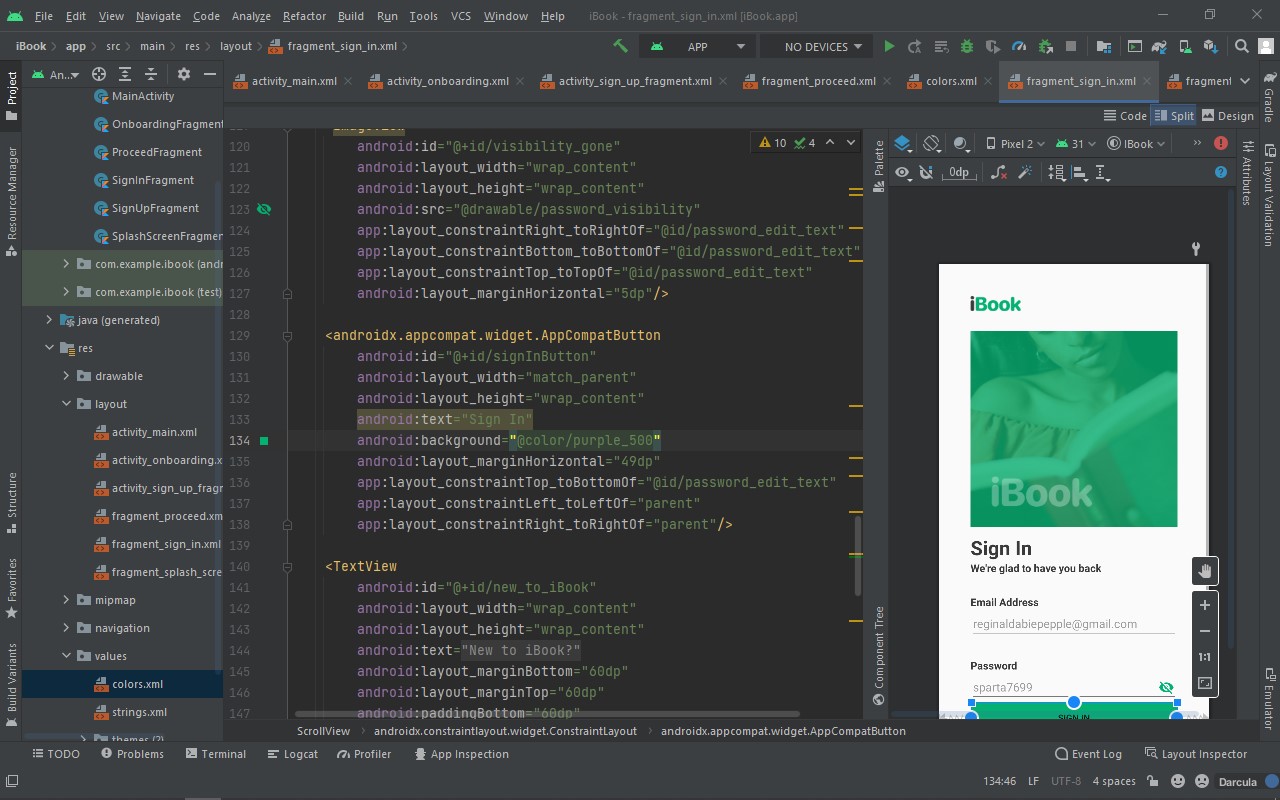 File Edit View Navigate Code Analyze Refactor Build Run Tools VCS Window Help iBook - fragment_sign_in.xml [iBook.app]
iBook app src main res layout fragment_sign_in.xml APP NO DEVICES
Project An... activity_main.xml activity_onboarding.xml activity_sign_up_fragment.xml fragment_proceed.xml colors.xml fragment_sign_in.xml fragment
Code Split Design
MainActivity
OnboardingFragment
ProceedFragment
SignInFragment
SignUpFragment
SplashScreenFragmen
com.example.ibook (andr
com.example.ibook (test)
java (generated)
res
drawable
layout
activity_main.xml
activity_onboarding.x
activity_sign_up_fragr
fragment_proceed.xm
fragment_sign_in.xml
fragment_splash_scre
mipmap
navigation
values
colors.xml
strings.xml
themes (2)
Resource Manager
Structure
Favorites
Build Variants
10 4
120 android:id="@+id/visibility_gone"
121 android:layout_width="wrap_content"
122 android:layout_height="wrap_content"
123 android:src="@drawable/password_visibility"
124 app:layout_constraintRight_toRightOf="@id/password_edit_text"
125 app:layout_constraintBottom_toBottomOf="@id/password_edit_text"
126 app:layout_constraintTop_toTopOf="@id/password_edit_text"
127 android:layout_marginHorizontal="5dp"/>
128
129 <androidx.appcompat.widget.AppCompatButton
130 android:id="@+id/signInButton"
131 android:layout_width="match_parent"
132 android:layout_height="wrap_content"
133 android:text="Sign In"
134 android:background="@color/purple_500"
135 android:layout_marginHorizontal="49dp"
136 app:layout_constraintTop_toBottomOf="@id/password_edit_text"
137 app:layout_constraintLeft_toLeftOf="parent"
138 app:layout_constraintRight_toRightOf="parent"/>
139
140 <TextView
141 android:id="@+id/new_to_iBook"
142 android:layout_width="wrap_content"
143 android:layout_height="wrap_content"
144 android:text="New to iBook?"
145 android:layout_marginBottom="60dp"
146 android:layout_marginTop="60dp"
147 android:paddingBottom="60dp"
ScrollView androidx.constraintlayout.widget.ConstraintLayout androidx.appcompat.widget.AppCompatButton
Palette
Component Tree
Pixel 2 31 IBook
0dp
iBook
iBook
Sign In
We're glad to have you back
Email Address
reginaldabiepepple@gmail.com
Password
sparta7699
SIGN IN
1:1
Attributes
Gradle
Layout Validation
Emulator
TODO Problems Terminal Logcat Profiler App Inspection Event Log Layout Inspector
134:46 LF UTF-8 4 spaces Darcula